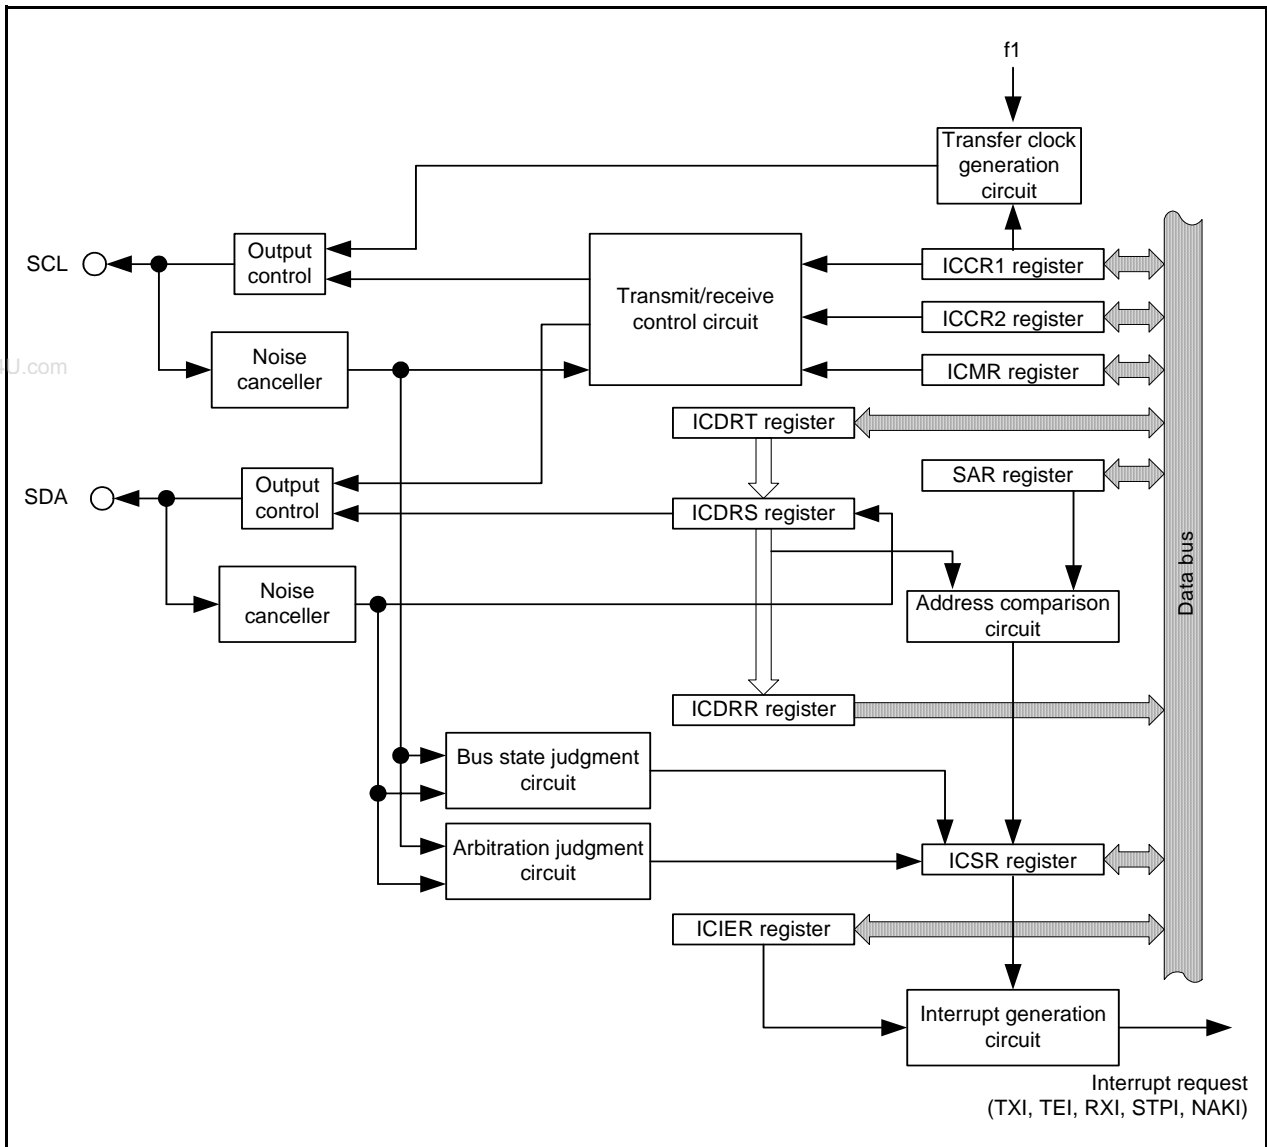 f1
Transfer clock
generation
circuit
SCL
Output
control
Transmit/receive
control circuit
ICCR1 register
ICCR2 register
ICMR register
Noise
canceller
4U.com
ICDRT register
SAR register
SDA
Output
control
ICDRS register
Data bus
Noise
canceller
Address comparison
circuit
ICDRR register
Bus state judgment
circuit
Arbitration judgment
circuit
ICSR register
ICIER register
Interrupt generation
circuit
Interrupt request
(TXI, TEI, RXI, STPI, NAKI)